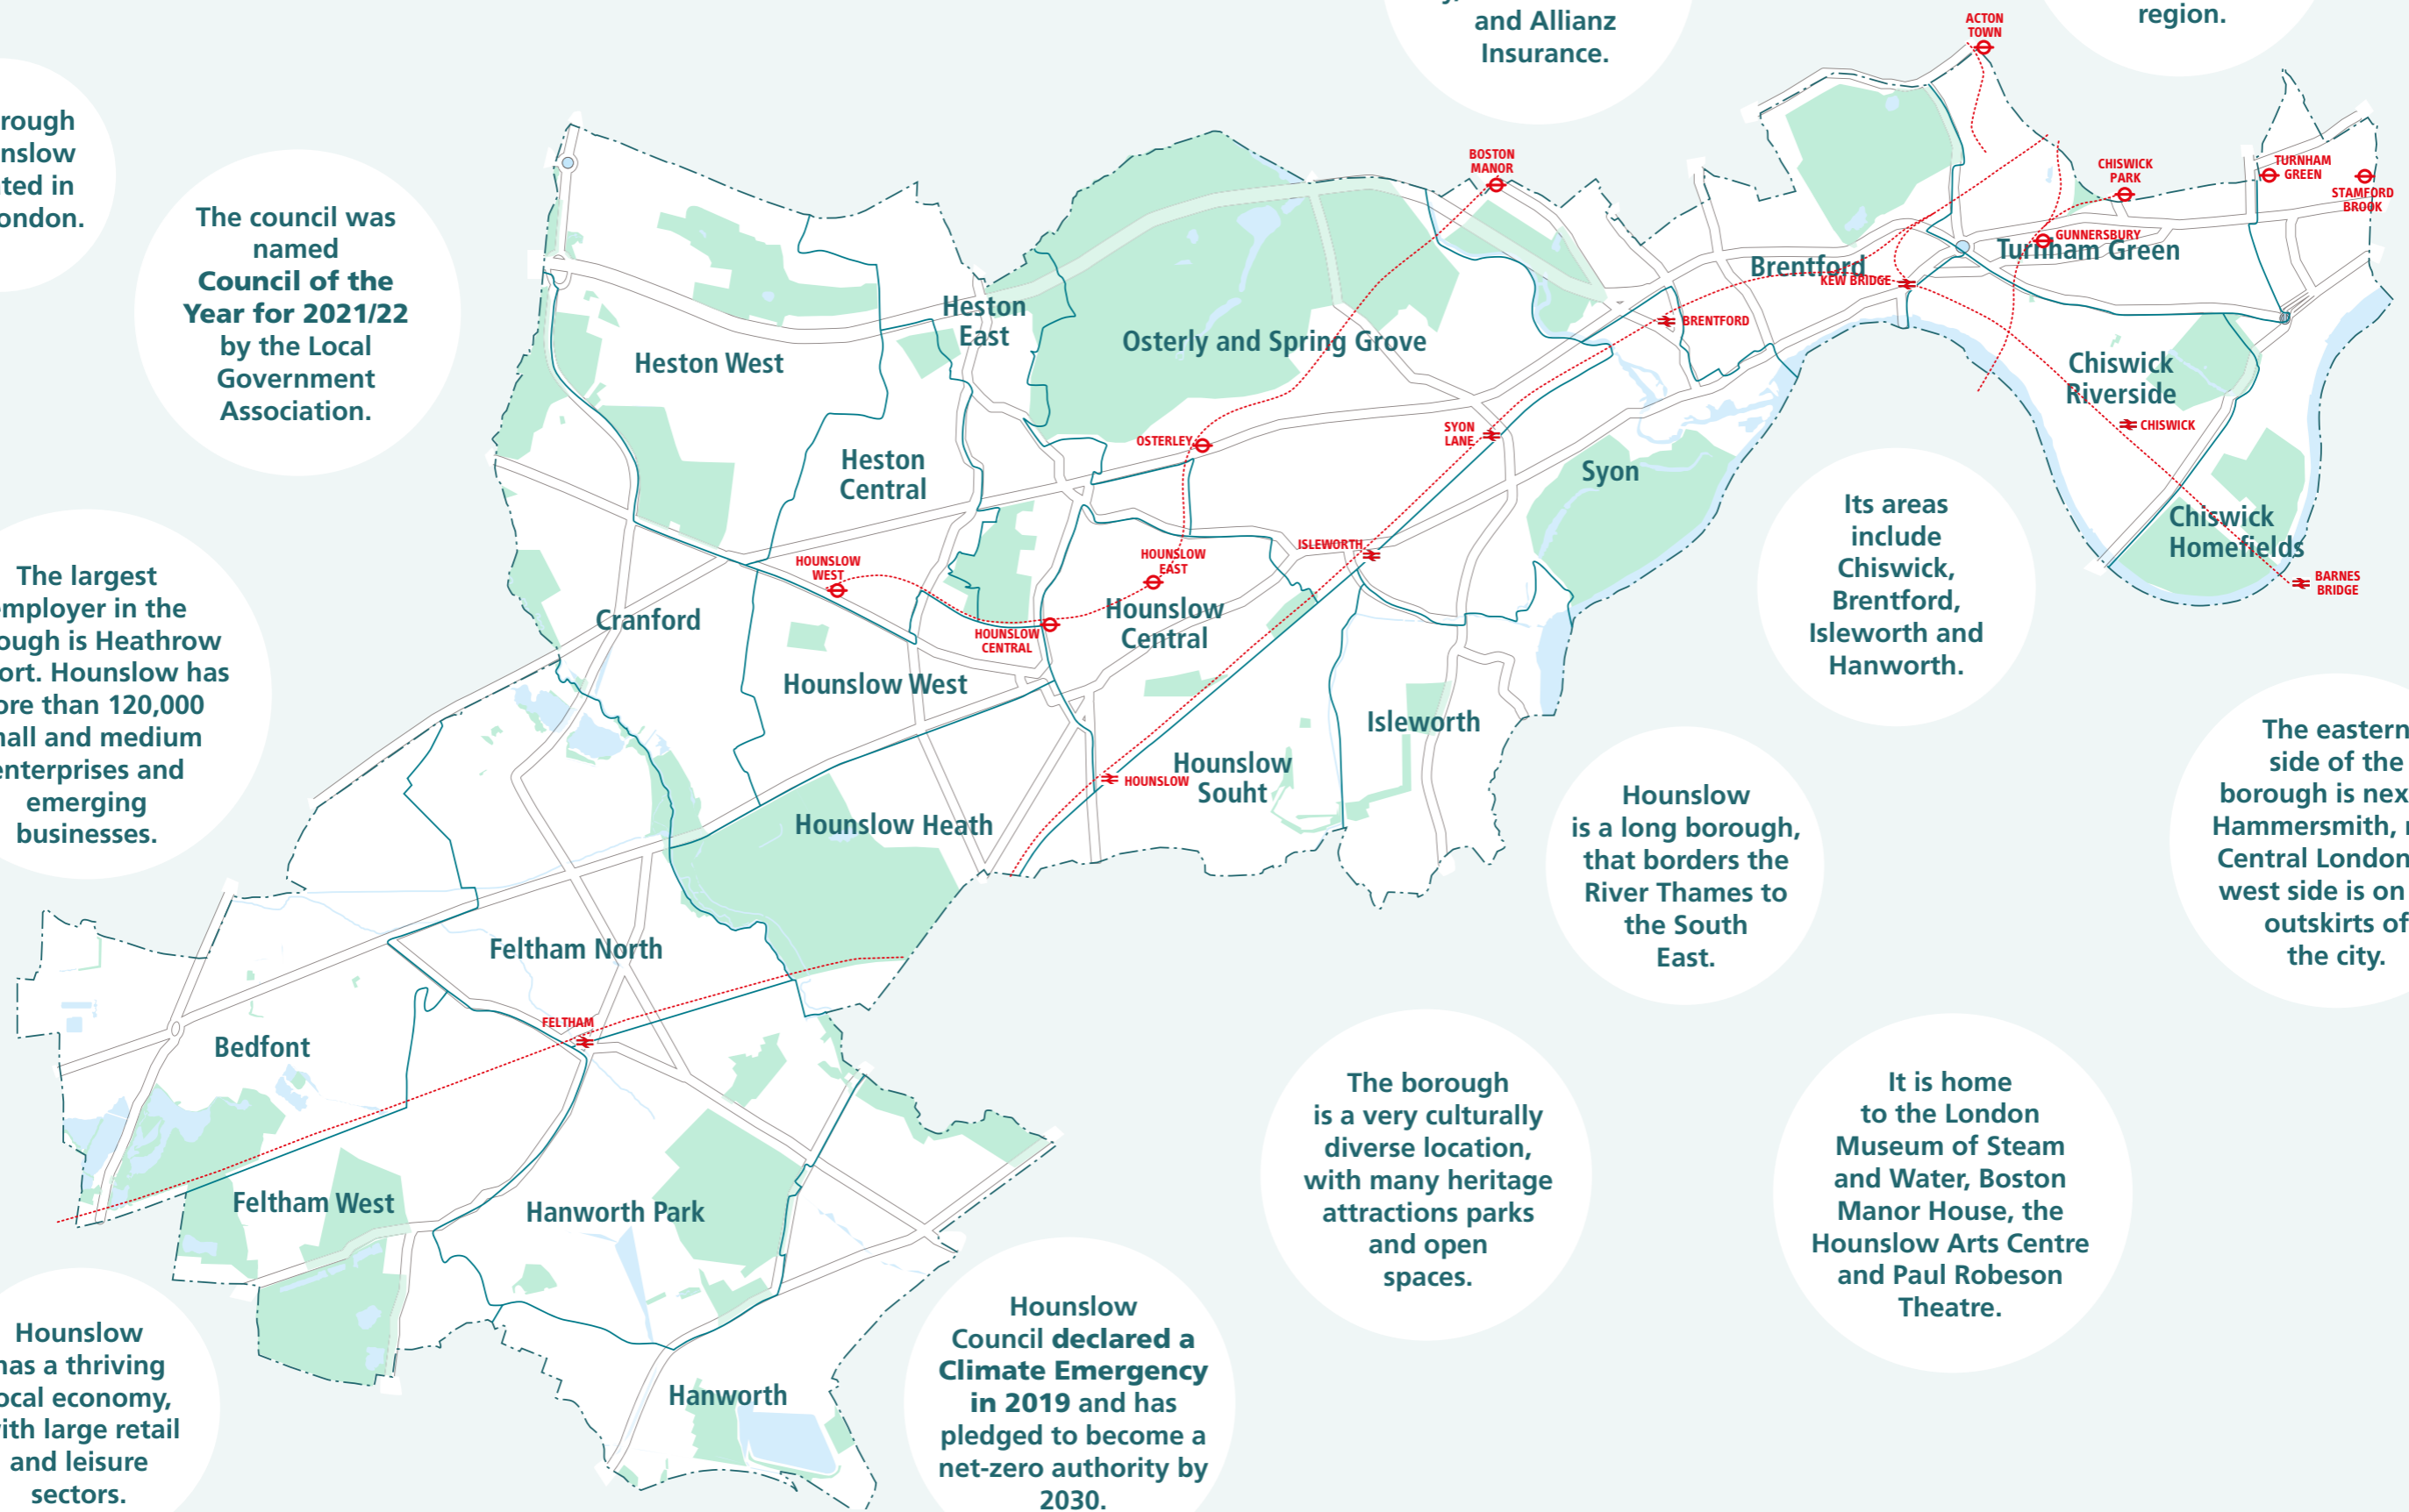 and Allianz
Insurance.
region.
ACTON
TOWN
ondon.
The council was
named
Council of the
Year for 2021/22
by the Local
Government
Association.
BOSTON
MANOR
CHISWICK
PARK
TURNHAM
GREEN
STAMFORD
BROOK
GUNNERSBURY
Turnham Green
Brentford
KEW BRIDGE
BRENTFORD
Heston
East
Osterly and Spring Grove
Heston West
Chiswick
Riverside
CHISWICK
OSTERLEY
SYON
LANE
Heston
Central
Syon
Its areas
include
Chiswick,
Brentford,
Isleworth and
Hanworth.
Chiswick
Homefields
BARNES
BRIDGE
ISLEWORTH
HOUNSLOW
EAST
HOUNSLOW
WEST
The largest
employer in the
ough is Heathrow
ort. Hounslow has
ore than 120,000
nall and medium
enterprises and
emerging
businesses.
Cranford
HOUNSLOW
CENTRAL
Hounslow
Central
Hounslow West
Isleworth
Hounslow
Souht
HOUNSLOW
Hounslow Heath
Hounslow
is a long borough,
that borders the
River Thames to
the South
East.
The eastern
side of the
borough is nex
Hammersmith,
Central London
west side is on
outskirts of
the city.
Feltham North
FELTHAM
Bedfont
Feltham West
Hanworth Park
The borough
is a very culturally
diverse location,
with many heritage
attractions parks
and open
spaces.
It is home
to the London
Museum of Steam
and Water, Boston
Manor House, the
Hounslow Arts Centre
and Paul Robeson
Theatre.
Hounslow
has a thriving
ocal economy,
with large retail
and leisure
sectors.
Hanworth
Hounslow
Council declared a
Climate Emergency
in 2019 and has
pledged to become a
net-zero authority by
2030.
rough
nslow
ted in